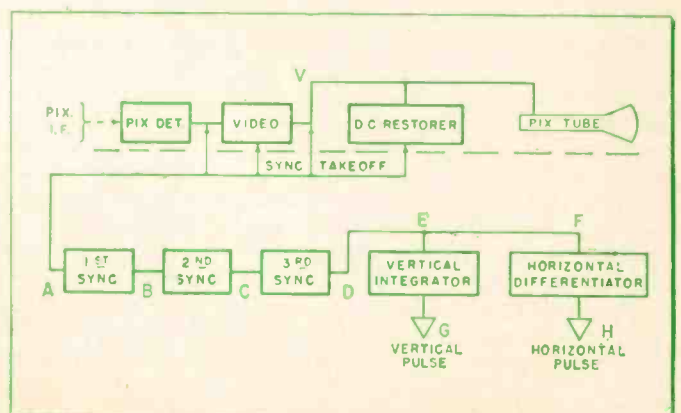 V
PIX. I.F.
PIX DET.
VIDEO
D.C. RESTORER
PIX TUBE
SYNC TAKEOFF
E
F
A
1ST SYNC
B
2ND SYNC
C
3RD SYNC
D
VERTICAL INTEGRATOR
HORIZONTAL DIFFERENTIATOR
G
VERTICAL PULSE
H
HORIZONTAL PULSE